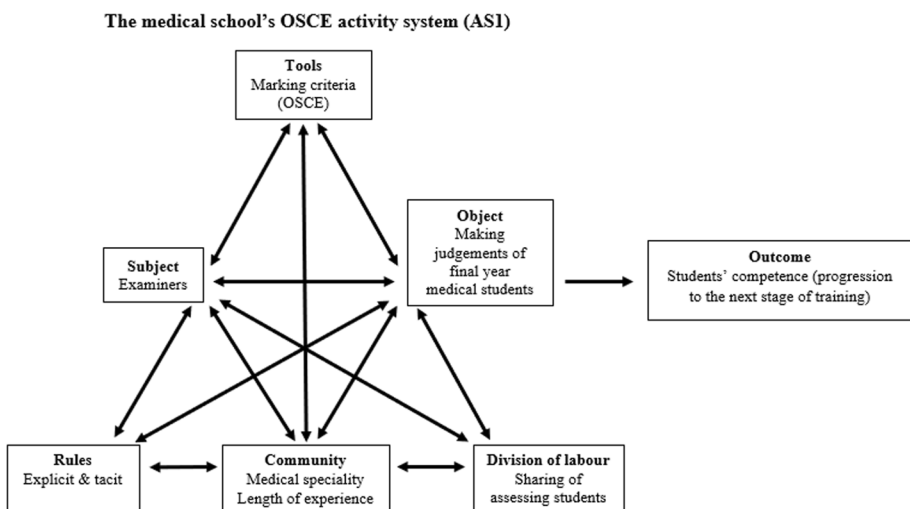 The medical school's OSCE activity system (AS1)
Tools
Marking criteria
(OSCE)
Object
Making
judgements of
final year
medical students
Subject
Examiners
Outcome
Students' competence (progression
to the next stage of training)
Rules
Explicit & tacit
Community
Medical speciality
Length of experience
Division of labour
Sharing of
assessing students